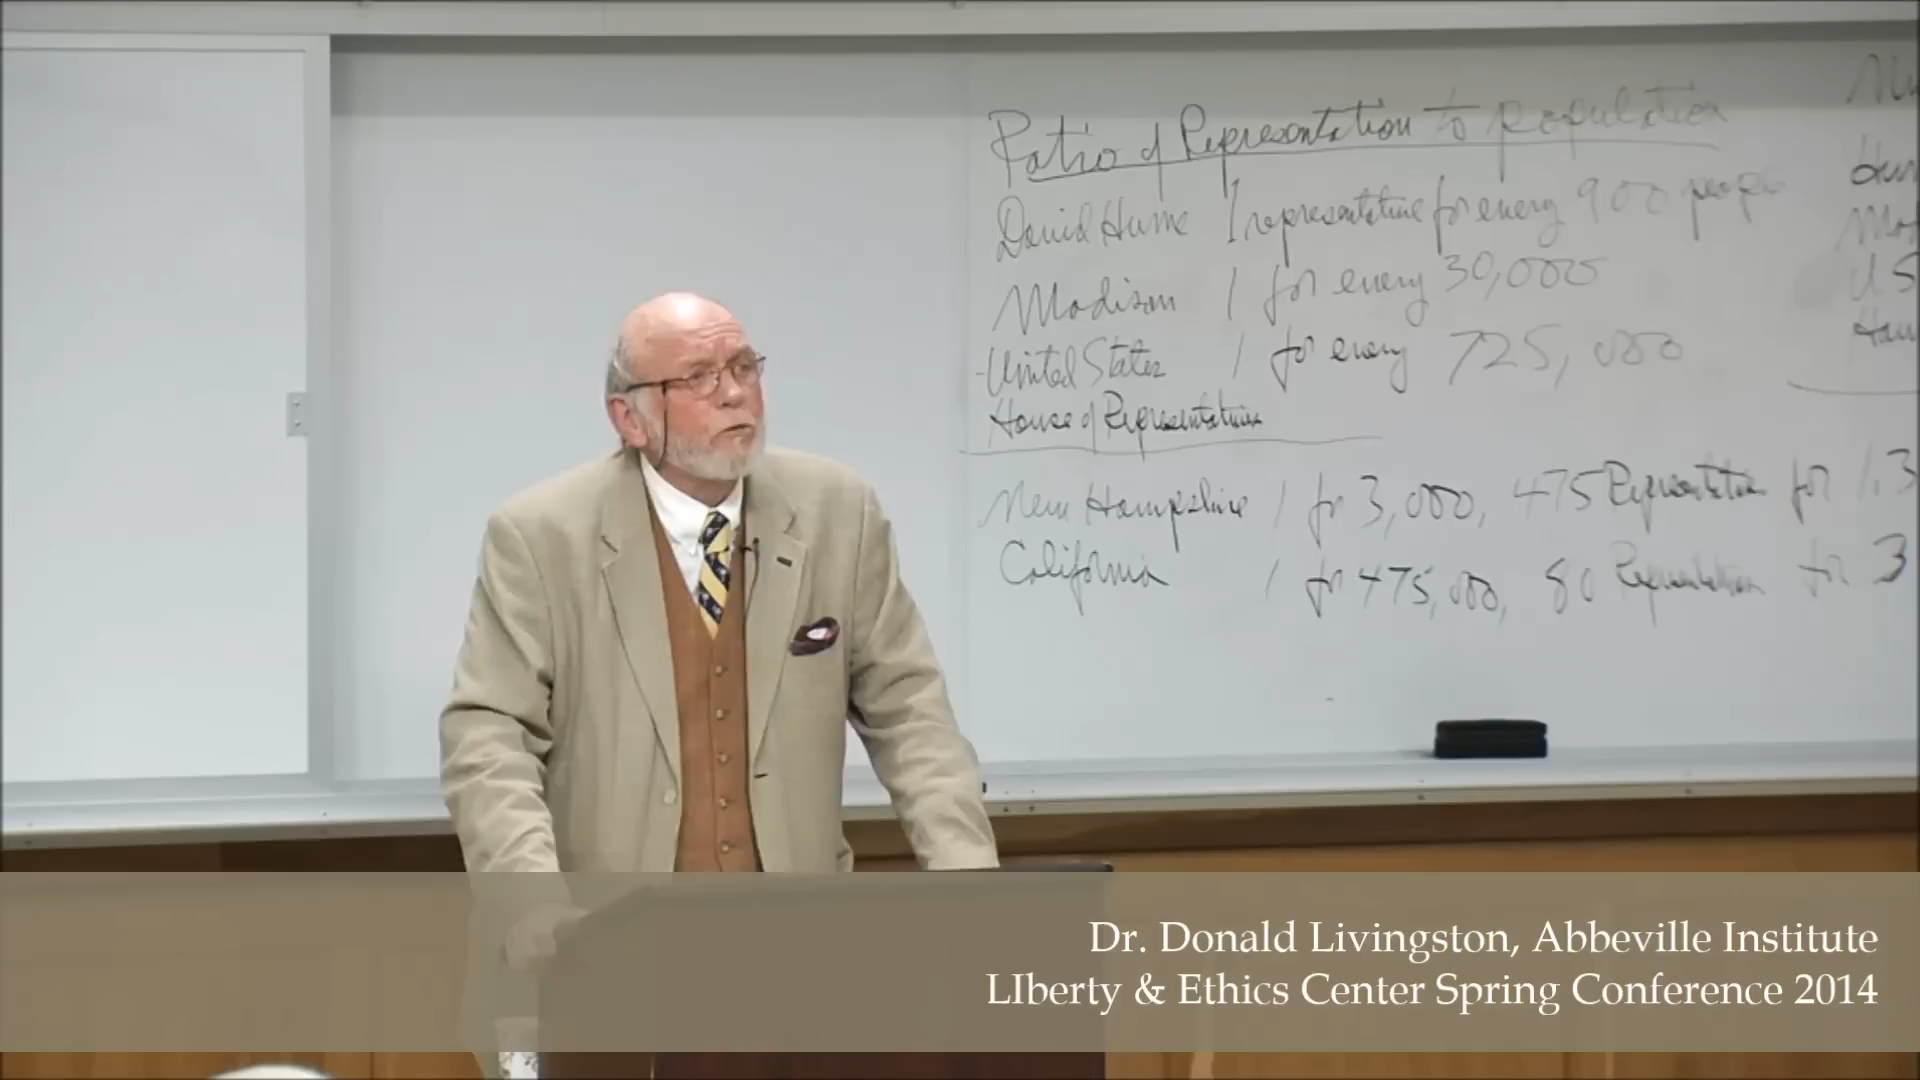 Ratio of Representation to population
David Hume 1 representative for every 900 people
Madison 1 for every 30,000
United States 1 for every 725,000
House of Representatives
New Hampshire 1 for 3,000, 475 Representatives for 1.3
California 1 for 475,000, 80 Representatives for 3
U S
Dr. Donald Livingston, Abbeville Institute
LIberty & Ethics Center Spring Conference 2014